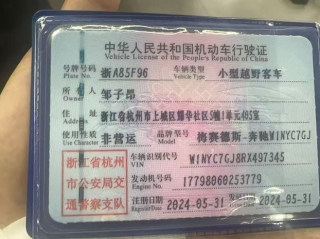 中华人民共和国机动车行驶证
Vehicle License of the People's Republic of China
号牌号码 Plate No. 浙A85F96 车辆类型 Vehicle Type 小型越野客车
所有人 Owner 邹子昂
住址 Address 浙江省杭州市上城区耀华社区9幢1单元405室
使用性质 Use Character 非营运 品牌型号 Model 梅赛德斯-奔驰W1NYC7GJ
浙江省杭州市公安局交通警察支队
车辆识别代号 VIN W1NYC7GJ8RX497345
发动机号码 Engine No. 17798060253779
注册日期 Register Date 2024-05-31 发证日期 Issue Date 2024-05-31